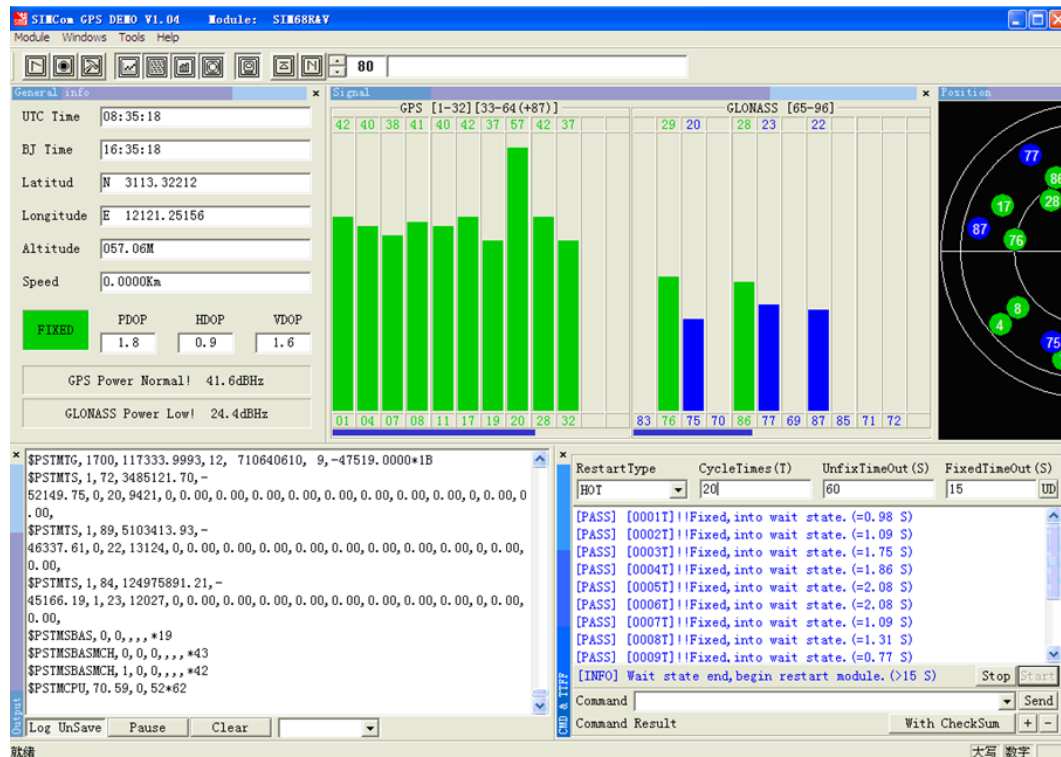 SIMCom GPS DEMO V1.04 Module: SIM68R&V
Module Windows Tools Help
80
General info
UTC Time 08:35:18
BJ Time 16:35:18
Latitud N 3113.32212
Longitude E 12121.25156
Altitude 057.06M
Speed 0.0000Km
FIXED
PDOP HDOP VDOP
1.8 0.9 1.6
GPS Power Normal! 41.6dBHz
GLONASS Power Low! 24.4dBHz
Signal
GPS [1-32][33-64(+87)]
42 40 38 41 40 42 37 57 42 37
01 04 07 08 11 17 19 20 28 32
GLONASS [65-96]
29 20 28 23 22
83 76 75 70 86 77 69 87 85 71 72
Position
77
86
28
17
87
76
8
4
75
$PSTMTG,1700,117333.9993,12, 710640610, 9,-47519.0000*1B
$PSTMTS,1,72,3485121.70,-
52149.75,0,20,9421,0,0.00,0.00,0.00,0.00,0.00,0.00,0.00,0.00,0.00,0
.00,
$PSTMTS,1,89,5103413.93,-
46337.61,0,22,13124,0,0.00,0.00,0.00,0.00,0.00,0.00,0.00,0.00,0.00,
0.00,
$PSTMTS,1,84,124975891.21,-
45166.19,1,23,12027,0,0.00,0.00,0.00,0.00,0.00,0.00,0.00,0.00,0.00,
0.00,
$PSTMSBAS,0,0,,,,*19
$PSTMSBASMCH,0,0,0,,,,*43
$PSTMSBASMCH,1,0,0,,,,*42
$PSTMCPU,70.59,0,52*62
Output
Log UnSave Pause Clear
RestartType CycleTimes(T) UnfixTimeOut(S) FixedTimeOut(S)
HOT 20 60 15 UD
[PASS] [0001T]!!Fixed,into wait state.(=0.98 S)
[PASS] [0002T]!!Fixed,into wait state.(=1.09 S)
[PASS] [0003T]!!Fixed,into wait state.(=1.75 S)
[PASS] [0004T]!!Fixed,into wait state.(=1.86 S)
[PASS] [0005T]!!Fixed,into wait state.(=2.08 S)
[PASS] [0006T]!!Fixed,into wait state.(=2.08 S)
[PASS] [0007T]!!Fixed,into wait state.(=1.09 S)
[PASS] [0008T]!!Fixed,into wait state.(=1.31 S)
[PASS] [0009T]!!Fixed,into wait state.(=0.77 S)
[INFO] Wait state end,begin restart module.(>15 S) Stop Start
CMD & TTFF
Command Send
Command Result With CheckSum + -
就绪
大写 数字